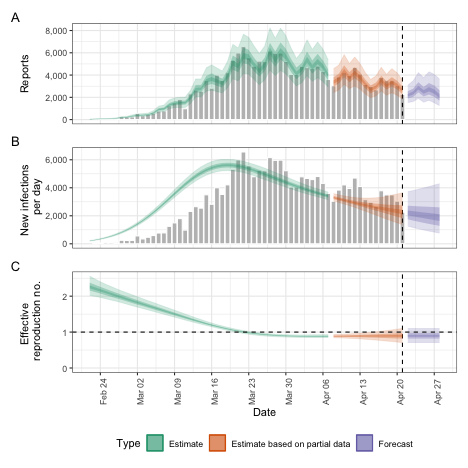 A
8,000
6,000
4,000
2,000
0
Reports
B
6,000
4,000
2,000
0
New infections
per day
C
2
1
0
Effective
reproduction no.
Feb 24
Mar 02
Mar 09
Mar 16
Mar 23
Mar 30
Apr 06
Apr 13
Apr 20
Apr 27
Date
Type Estimate Estimate based on partial data Forecast